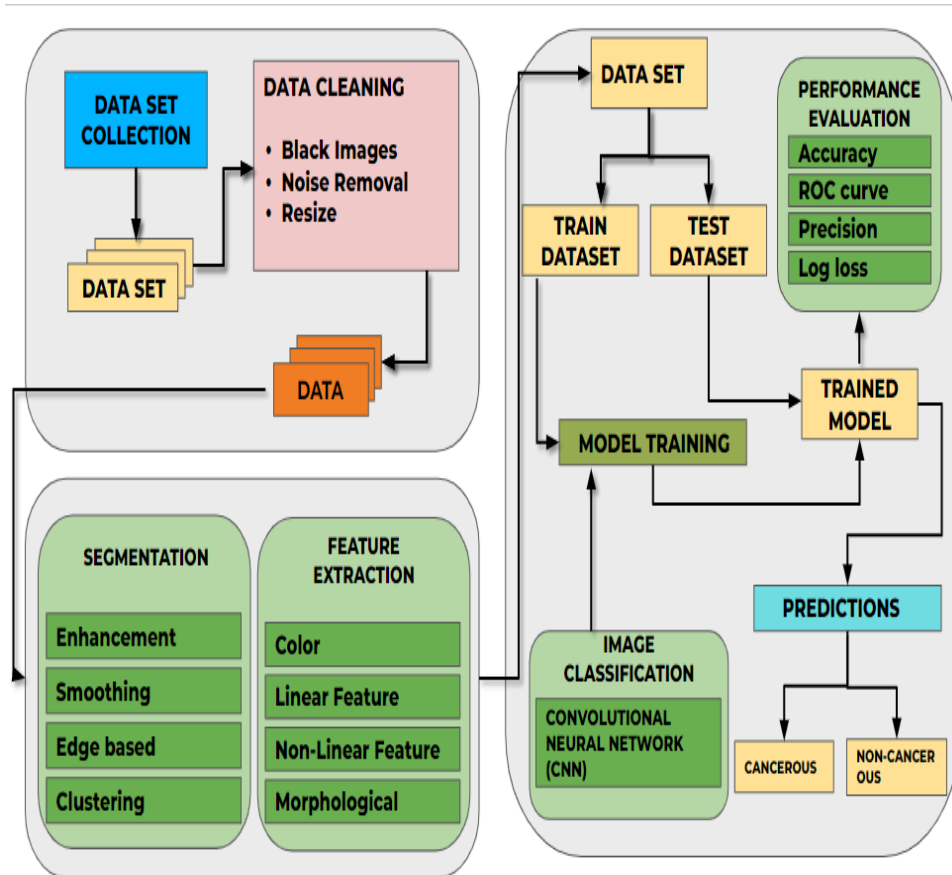 DATA SET
COLLECTION
DATA SET
DATA CLEANING
• Black Images
• Noise Removal
• Resize
DATA
SEGMENTATION
Enhancement
Smoothing
Edge based
Clustering
FEATURE
EXTRACTION
Color
Linear Feature
Non-Linear Feature
Morphological
DATA SET
TRAIN
DATASET
TEST
DATASET
PERFORMANCE
EVALUATION
Accuracy
ROC curve
Precision
Log loss
TRAINED
MODEL
MODEL TRAINING
IMAGE
CLASSIFICATION
CONVOLUTIONAL
NEURAL NETWORK
(CNN)
PREDICTIONS
CANCEROUS
NON-CANCER
OUS